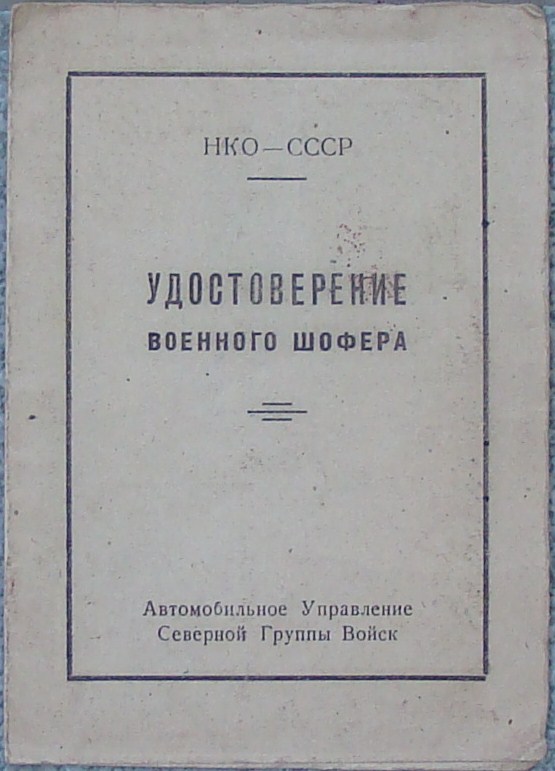 НКО—СССР
УДОСТОВЕРЕНИЕ
ВОЕННОГО ШОФЕРА
Автомобильное Управление
Северной Группы Войск